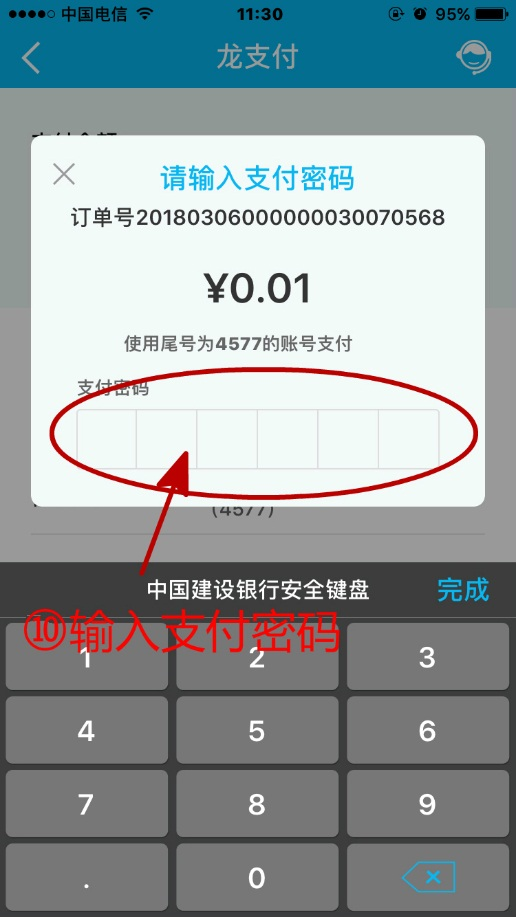 中国电信 11:30 95%
龙支付
请输入支付密码
订单号20180306000000030070568
¥0.01
使用尾号为4577的账号支付
支付密码
(4577)
中国建设银行安全键盘 完成
⑩输入支付密码
1 2 3
4 5 6
7 8 9
. 0